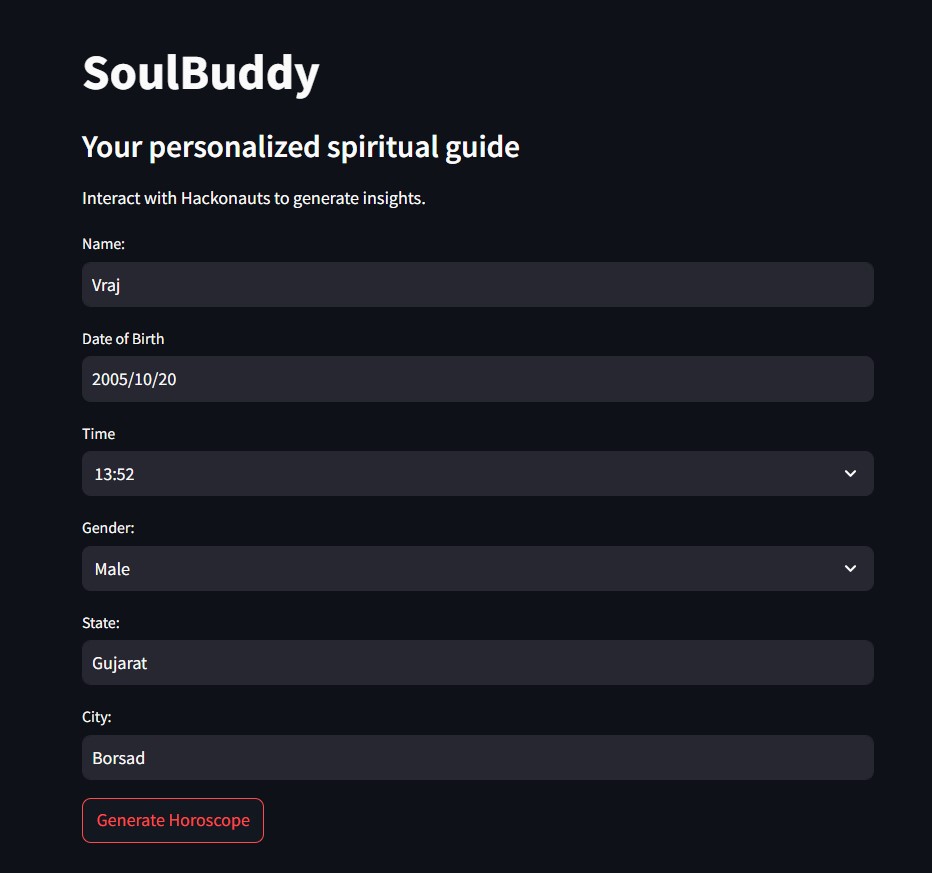 SoulBuddy
Your personalized spiritual guide
Interact with Hackonauts to generate insights.
Name:
Vraj
Date of Birth
2005/10/20
Time
13:52
Gender:
Male
State:
Gujarat
City:
Borsad
Generate Horoscope